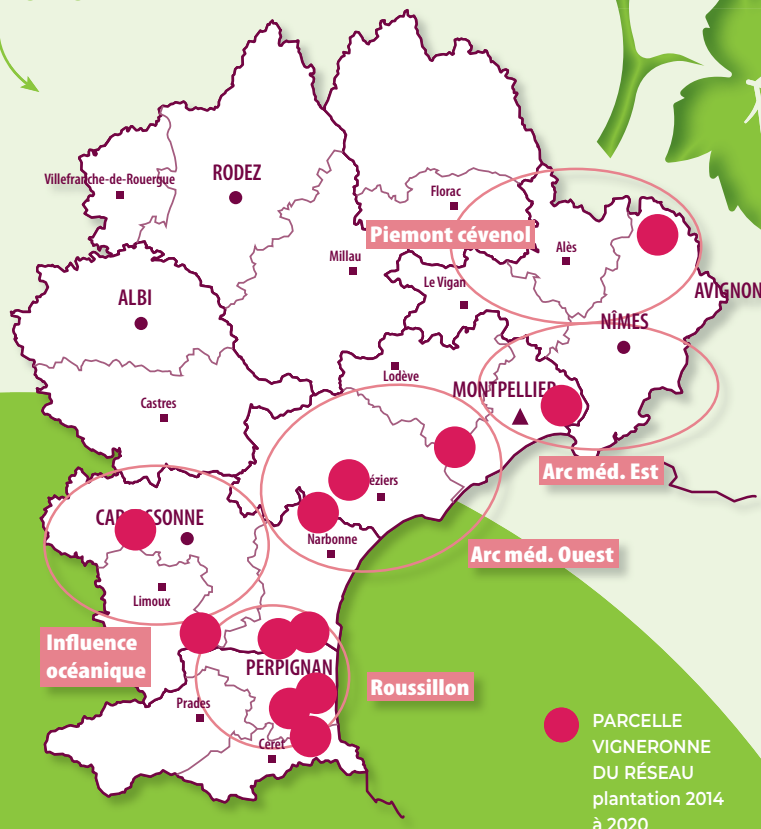 Villefranche-de-Rouergue
RODEZ
Florac
Piemont cévenol
Alès
Millau
Le Vigan
ALBI
AVIGNON
NÎMES
Lodève
MONTPELLIER
Castres
Arc méd. Est
Narbonne
Arc méd. Ouest
Limoux
Influence
océanique
PERPIGNAN
Roussillon
Prades
Céret
PARCELLE
VIGNERONNE
DU RÉSEAU
plantation 2014
à 2020